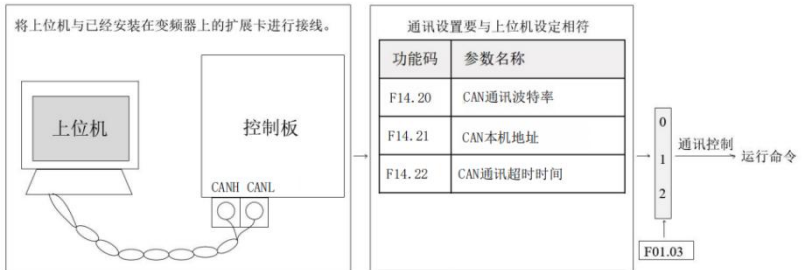 将上位机与已经安装在变频器上的扩展卡进行接线。
上位机
控制板
CANH CANL
通讯设置要与上位机设定相符
功能码 参数名称
F14.20 CAN通讯波特率
F14.21 CAN本机地址
F14.22 CAN通讯超时时间
0
1
2
通讯控制
运行命令
F01.03